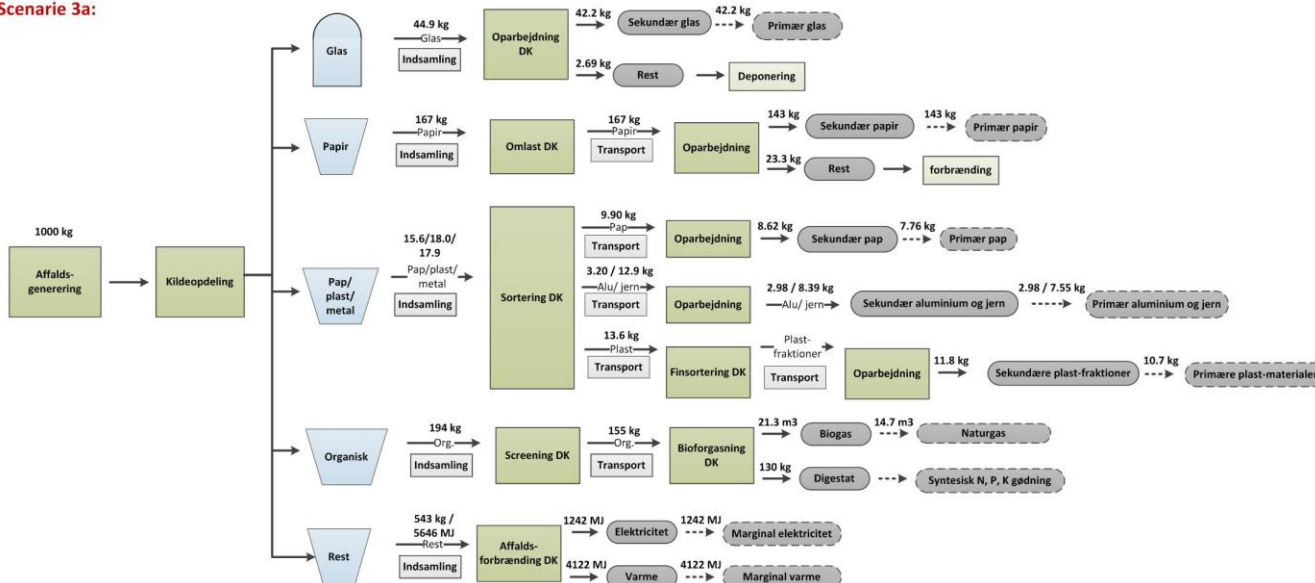 Scenarie 3a:
1000 kg
Affalds-
generering
Kildeopdeling
Glas
44.9 kg
Glas
Indsamling
Oparbejdning
DK
42.2 kg
Sekundær glas
42.2 kg
Primær glas
2.69 kg
Rest
Deponering
Papir
167 kg
Papir
Indsamling
Omlast DK
167 kg
Papir
Transport
Oparbejdning
143 kg
Sekundær papir
143 kg
Primær papir
23.3 kg
Rest
forbrænding
Pap/
plast/
metal
15.6/18.0/
17.9
Pap/plast/
metal
Indsamling
Sortering DK
9.90 kg
Pap
Transport
Oparbejdning
8.62 kg
Sekundær pap
7.76 kg
Primær pap
3.20 / 12.9 kg
Alu/ jern
Transport
Oparbejdning
2.98 / 8.39 kg
Alu/ jern
Sekundær aluminium og jern
2.98 / 7.55 kg
Primær aluminium og jern
13.6 kg
Plast
Transport
Finsortering DK
Plast-
fraktioner
Transport
Oparbejdning
11.8 kg
Sekundære plast-fraktioner
10.7 kg
Primære plast-materialer
Organisk
194 kg
Org.
Indsamling
Screening DK
155 kg
Org.
Transport
Bioforgasning
DK
21.3 m3
Biogas
14.7 m3
Naturgas
130 kg
Digestat
Syntesisk N, P, K gødning
Rest
543 kg /
5646 MJ
Rest
Indsamling
Affalds-
forbrænding DK
1242 MJ
Elektricitet
1242 MJ
Marginal elektricitet
4122 MJ
Varme
4122 MJ
Marginal varme